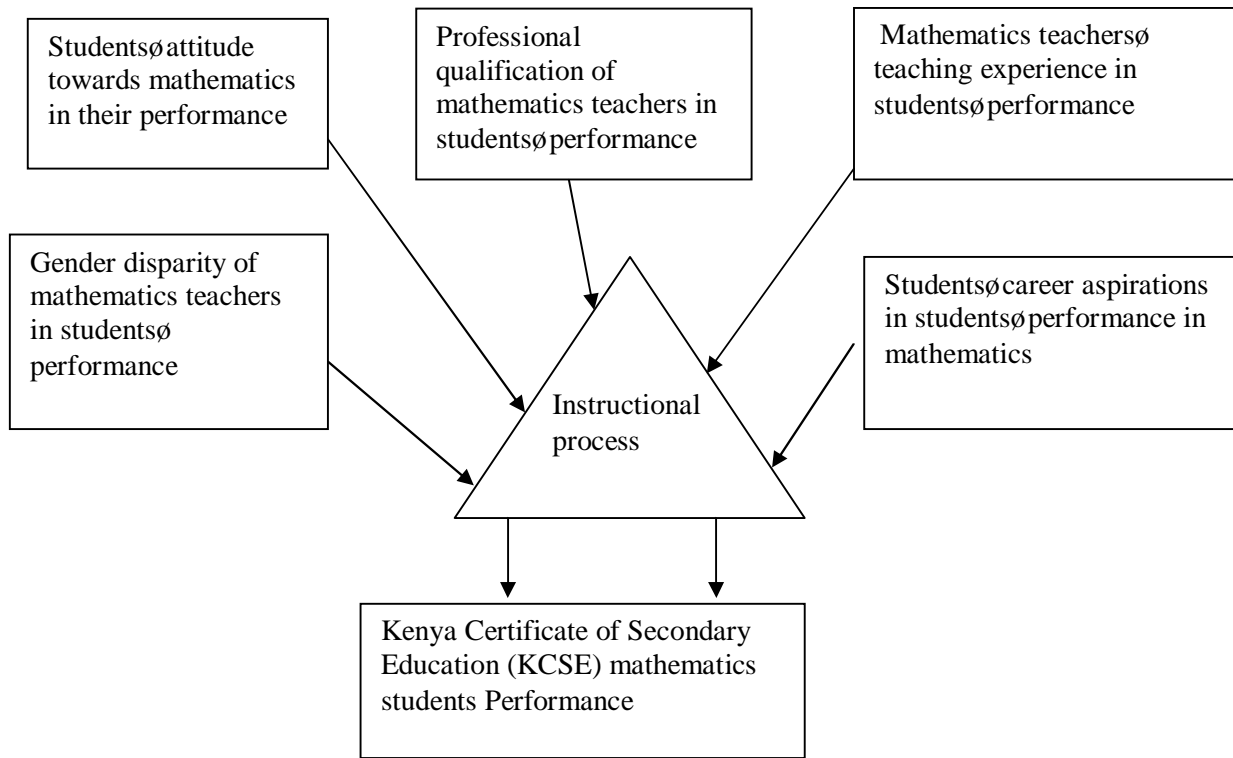 Studentsø attitude
towards mathematics
in their performance
Professional
qualification of
mathematics teachers in
studentsø performance
Mathematics teachersø
teaching experience in
studentsø performance
Gender disparity of
mathematics teachers
in studentsø
performance
Studentsø career aspirations
in studentsø performance in
mathematics
Instructional
process
Kenya Certificate of Secondary
Education (KCSE) mathematics
students Performance